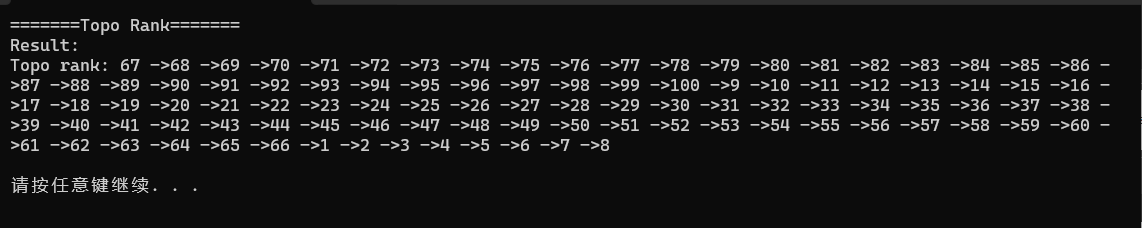 =======Topo Rank=======
Result:
Topo rank: 67 ->68 ->69 ->70 ->71 ->72 ->73 ->74 ->75 ->76 ->77 ->78 ->79 ->80 ->81 ->82 ->83 ->84 ->85 ->86 -
>87 ->88 ->89 ->90 ->91 ->92 ->93 ->94 ->95 ->96 ->97 ->98 ->99 ->100 ->9 ->10 ->11 ->12 ->13 ->14 ->15 ->16 -
>17 ->18 ->19 ->20 ->21 ->22 ->23 ->24 ->25 ->26 ->27 ->28 ->29 ->30 ->31 ->32 ->33 ->34 ->35 ->36 ->37 ->38 -
>39 ->40 ->41 ->42 ->43 ->44 ->45 ->46 ->47 ->48 ->49 ->50 ->51 ->52 ->53 ->54 ->55 ->56 ->57 ->58 ->59 ->60 -
>61 ->62 ->63 ->64 ->65 ->66 ->1 ->2 ->3 ->4 ->5 ->6 ->7 ->8
请按任意键继续. . .